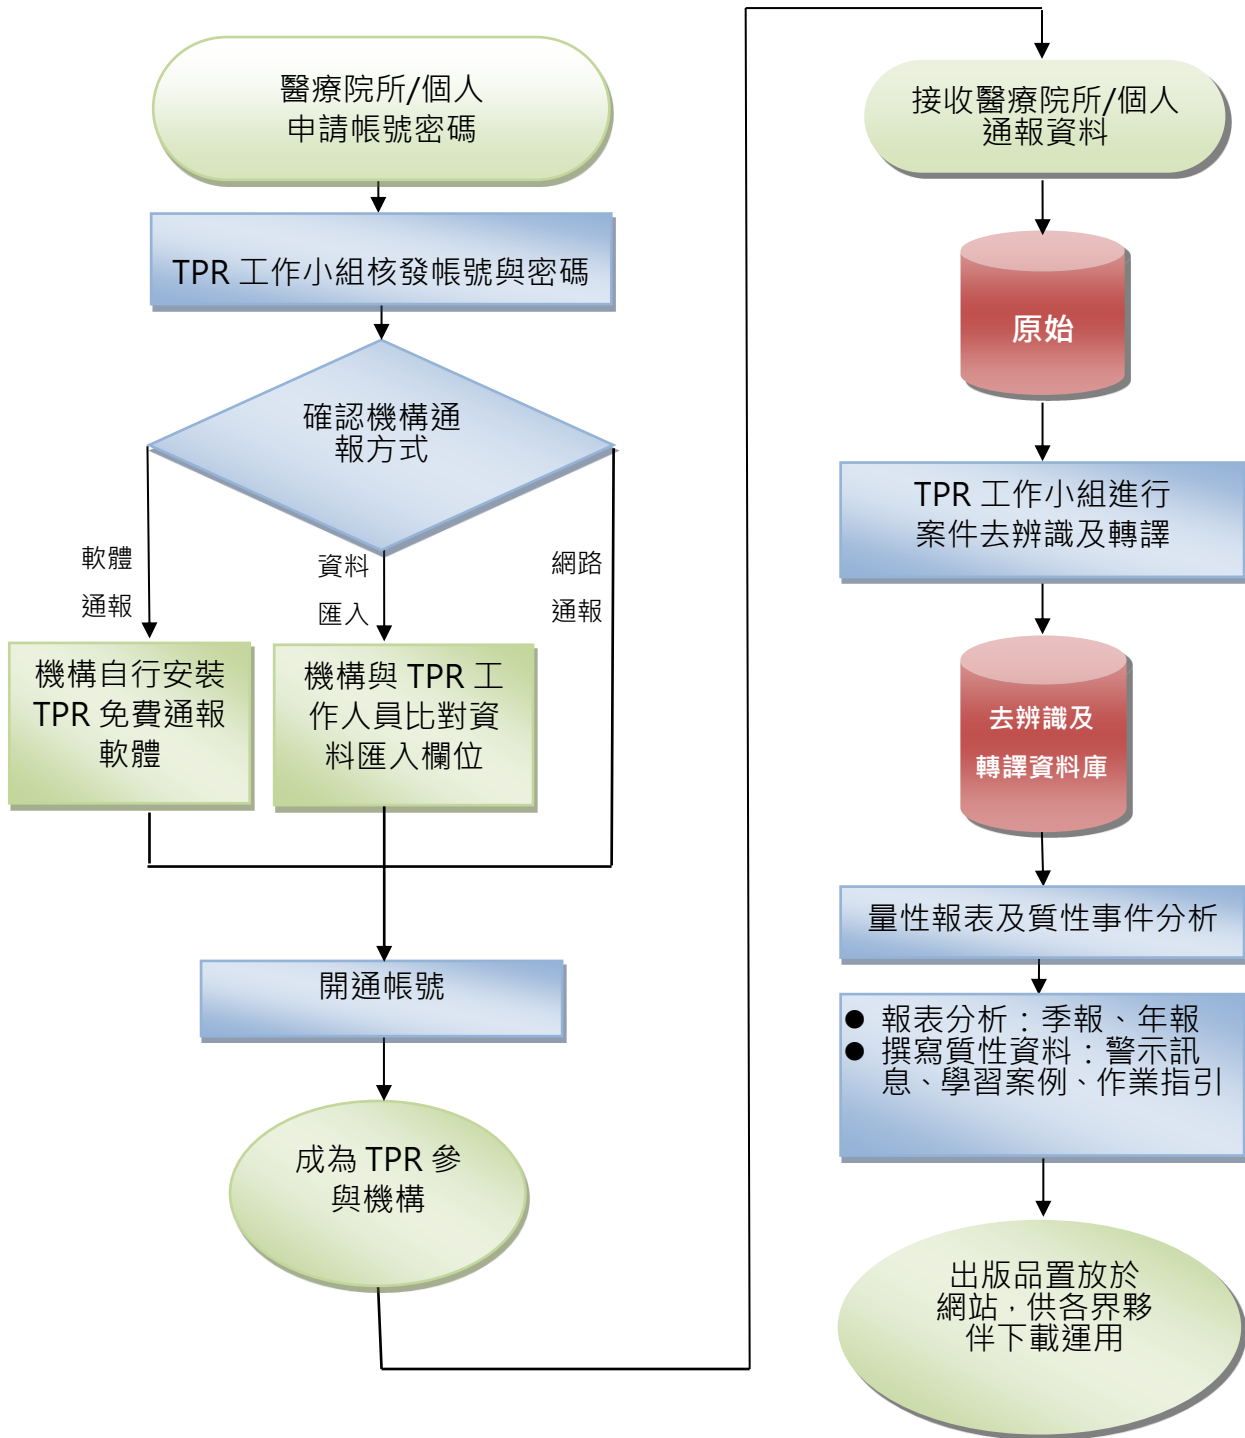 醫療院所/個人
申請帳號密碼
TPR 工作小組核發帳號與密碼
確認機構通
報方式
軟體
通報
資料
匯入
網路
通報
機構自行安裝
TPR 免費通報
軟體
機構與 TPR 工
作人員比對資
料匯入欄位
開通帳號
成為 TPR 參
與機構
接收醫療院所/個人
通報資料
原始
TPR 工作小組進行
案件去辨識及轉譯
去辨識及
轉譯資料庫
量性報表及質性事件分析
● 報表分析：季報、年報
● 撰寫質性資料：警示訊
息、學習案例、作業指引
出版品置放於
網站，供各界夥
伴下載運用